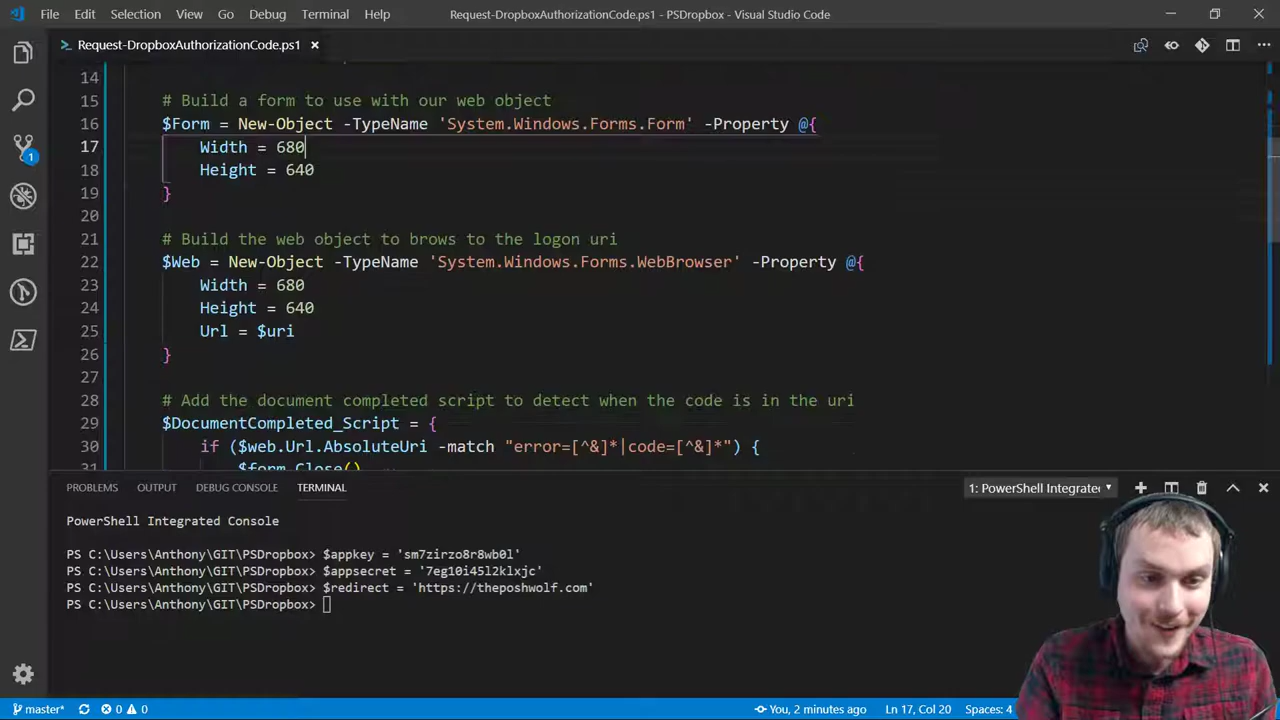 File Edit Selection View Go Debug Terminal Help Request-DropboxAuthorizationCode.ps1 - PSDropbox - Visual Studio Code
Request-DropboxAuthorizationCode.ps1
14
15 # Build a form to use with our web object
16 $Form = New-Object -TypeName 'System.Windows.Forms.Form' -Property @{
17 Width = 680
18 Height = 640
19 }
20
21 # Build the web object to brows to the logon uri
22 $Web = New-Object -TypeName 'System.Windows.Forms.WebBrowser' -Property @{
23 Width = 680
24 Height = 640
25 Url = $uri
26 }
27
28 # Add the document completed script to detect when the code is in the uri
29 $DocumentCompleted_Script = {
30 if ($web.Url.AbsoluteUri -match "error=[^&]*|code=[^&]*") {
31 $form.Close()
1
PROBLEMS OUTPUT DEBUG CONSOLE TERMINAL 1: PowerShell Integrate
PowerShell Integrated Console
PS C:\Users\Anthony\GIT\PSDropbox> $appkey = 'sm7zirzo8r8wb0l'
PS C:\Users\Anthony\GIT\PSDropbox> $appsecret = '7eg10i45l2klxjc'
PS C:\Users\Anthony\GIT\PSDropbox> $redirect = 'https://theposhwolf.com'
PS C:\Users\Anthony\GIT\PSDropbox>
master* 0 0 You, 2 minutes ago Ln 17, Col 20 Spaces: 4